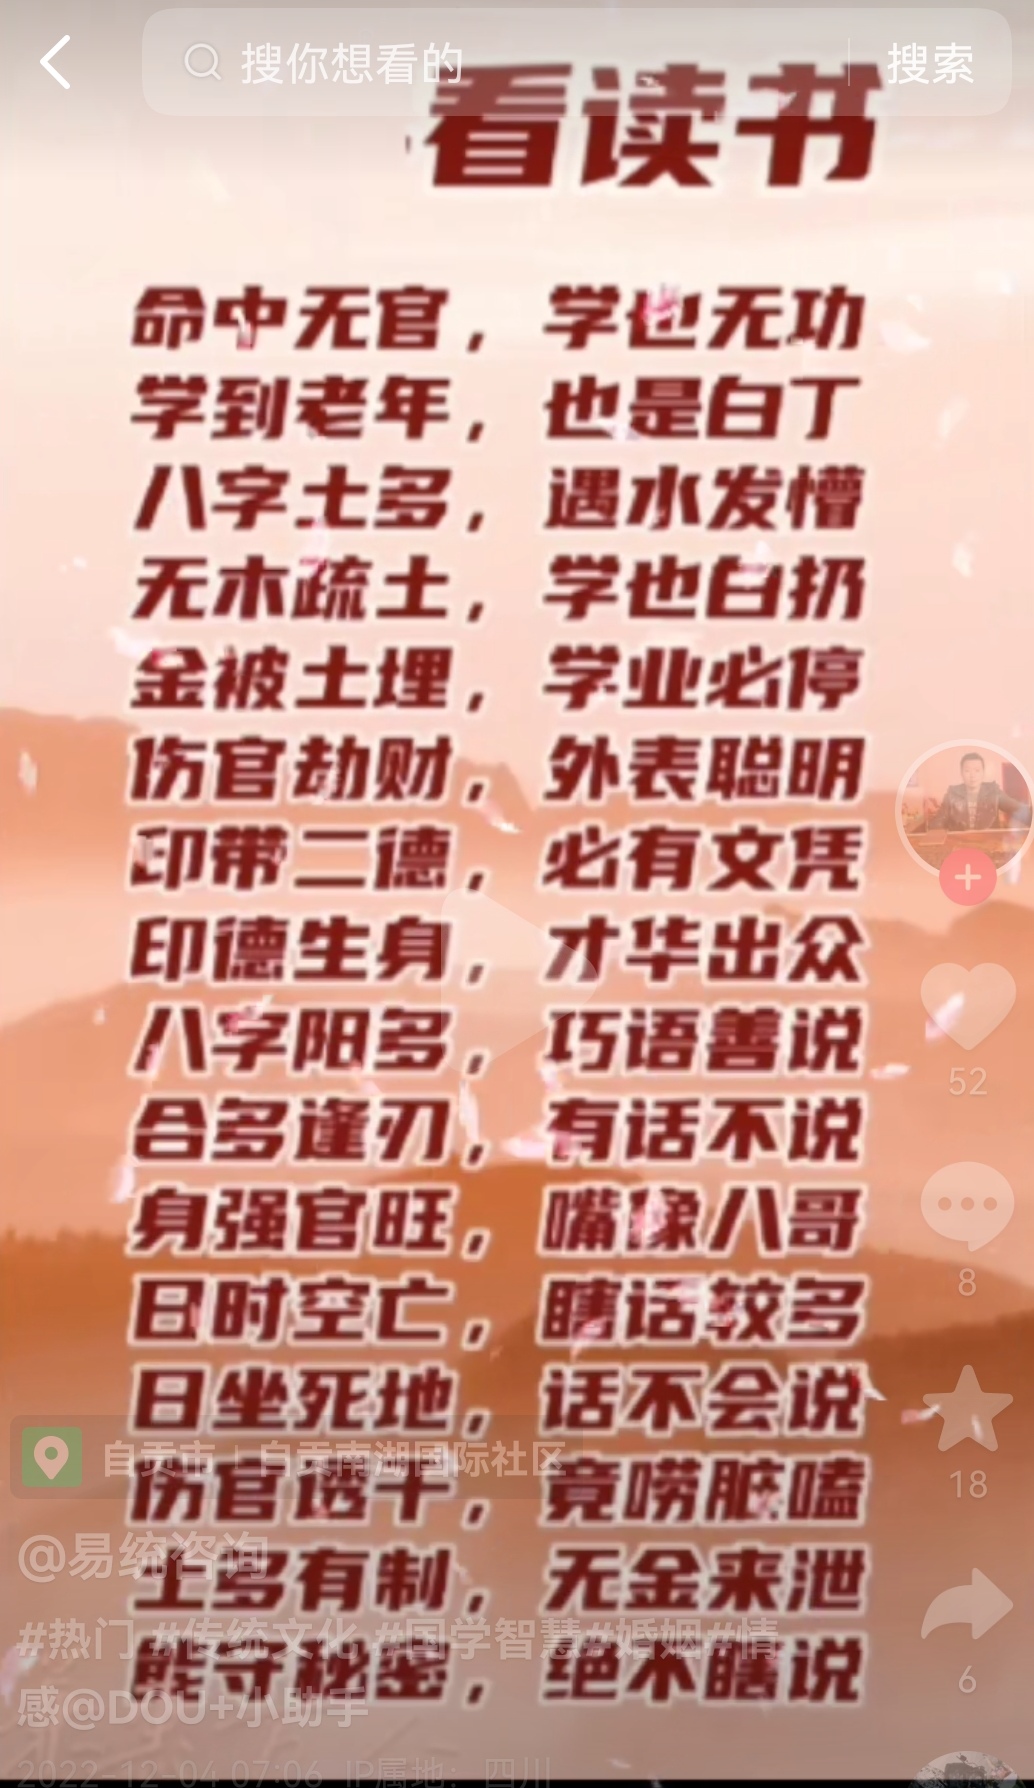 搜你想看的
搜索
看读书
命中无官，学也无功
学到老年，也是白丁
八字土多，遇水发懵
无木疏土，学也白扔
金被土埋，学业必停
伤官劫财，外表聪明
印带二德，必有文凭
印德生身，才华出众
八字阳多，巧语善说
合多逢刃，有话不说
身强官旺，嘴像八哥
日时空亡，瞎话较多
日坐死地，话不会说
自贡市 | 自贡南湖国际社区
伤官透干，竟唠脏嗑
@易统咨询
土多有制，无金来泄
#热门 #传统文化 #国学智慧#婚姻#情
能守秘密，绝不瞎说
感@DOU+小助手
2022-12-04 07:06 IP属地：四川
52
8
18
6